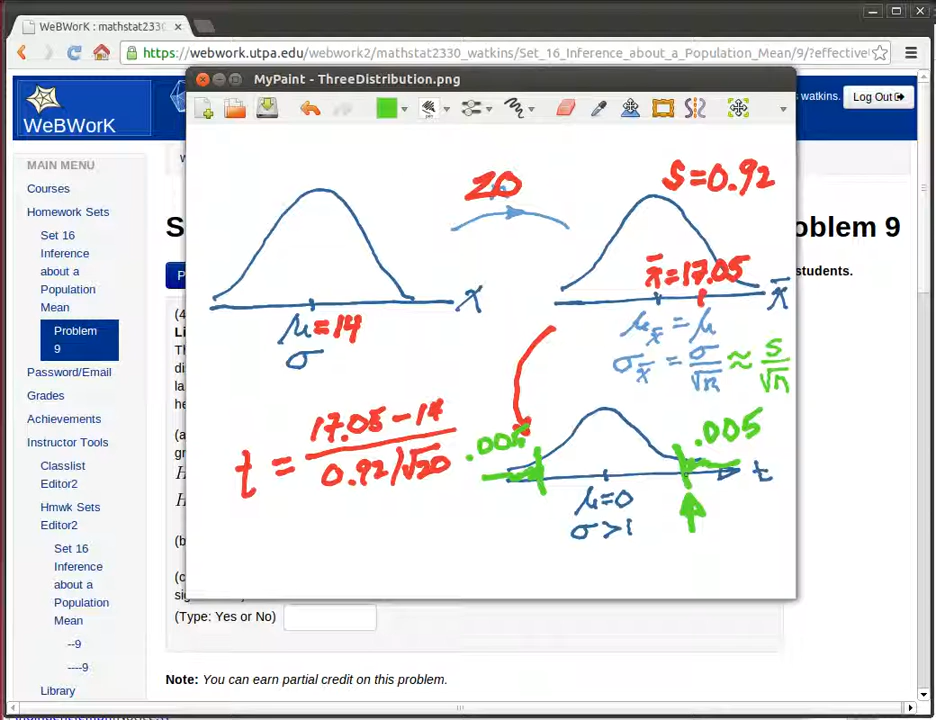 WeBWorK : mathstat233
https://webwork.utpa.edu/webwork2/mathstat2330_watkins/Set_16_Inference_about_a_Population_Mean/9/?effective
WeBWorK
watkins.
Log Out
MAIN MENU
Courses
Homework Sets
Set 16
Inference
about a
Population
Mean
Problem
9
Password/Email
Grades
Achievements
Instructor Tools
Classlist
Editor2
Hmwk Sets
Editor2
Set 16
Inference
about a
Population
Mean
--9
----9
Library
MyPaint - ThreeDistribution.png
20
S=0.92
x̄=17.05
x
x̄
μ=14
σ
μx̄ = μ
σx̄ = σ/√n ≈ S/√n
t = (17.05-14)/(0.92/√20)
.005
.005
t
μ=0
σ>1
oblem 9
students.
(a
(b
(Type: Yes or No)
Note: You can earn partial credit on this problem.